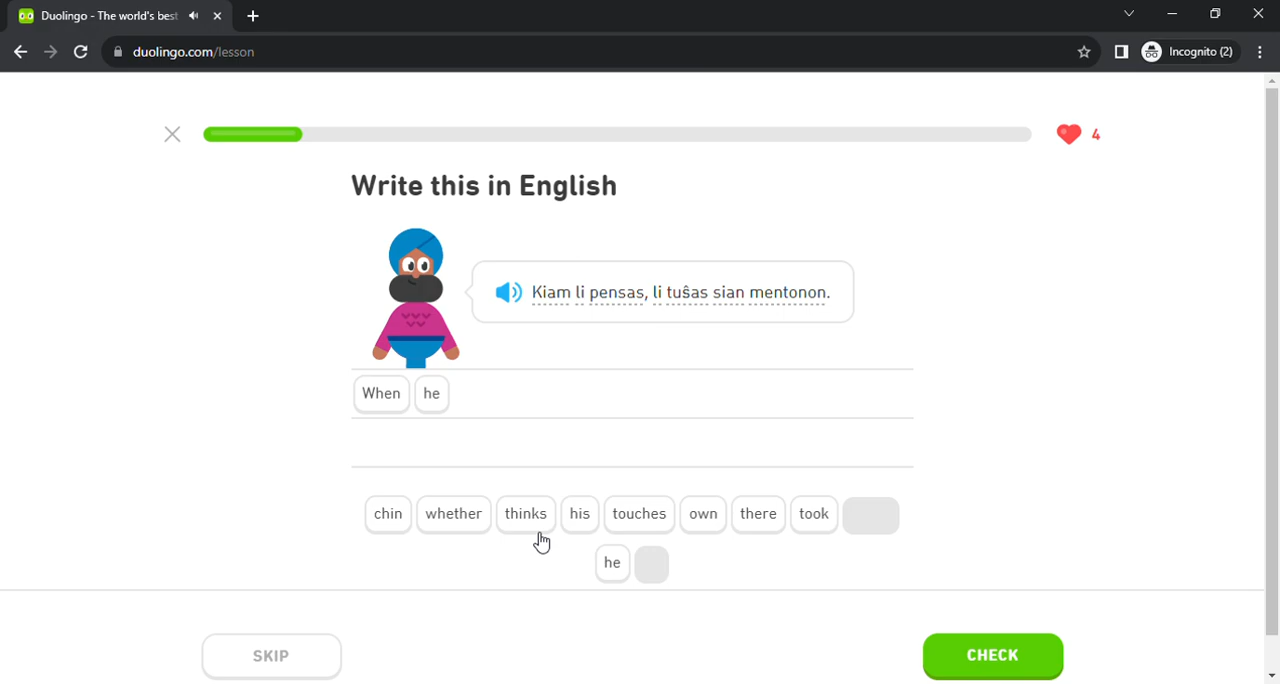 Duolingo - The world's best
duolingo.com/lesson
Incognito (2)
4
Write this in English
Kiam li pensas, li tuŝas sian mentonon.
When he
chin whether thinks his touches own there took
he
SKIP
CHECK